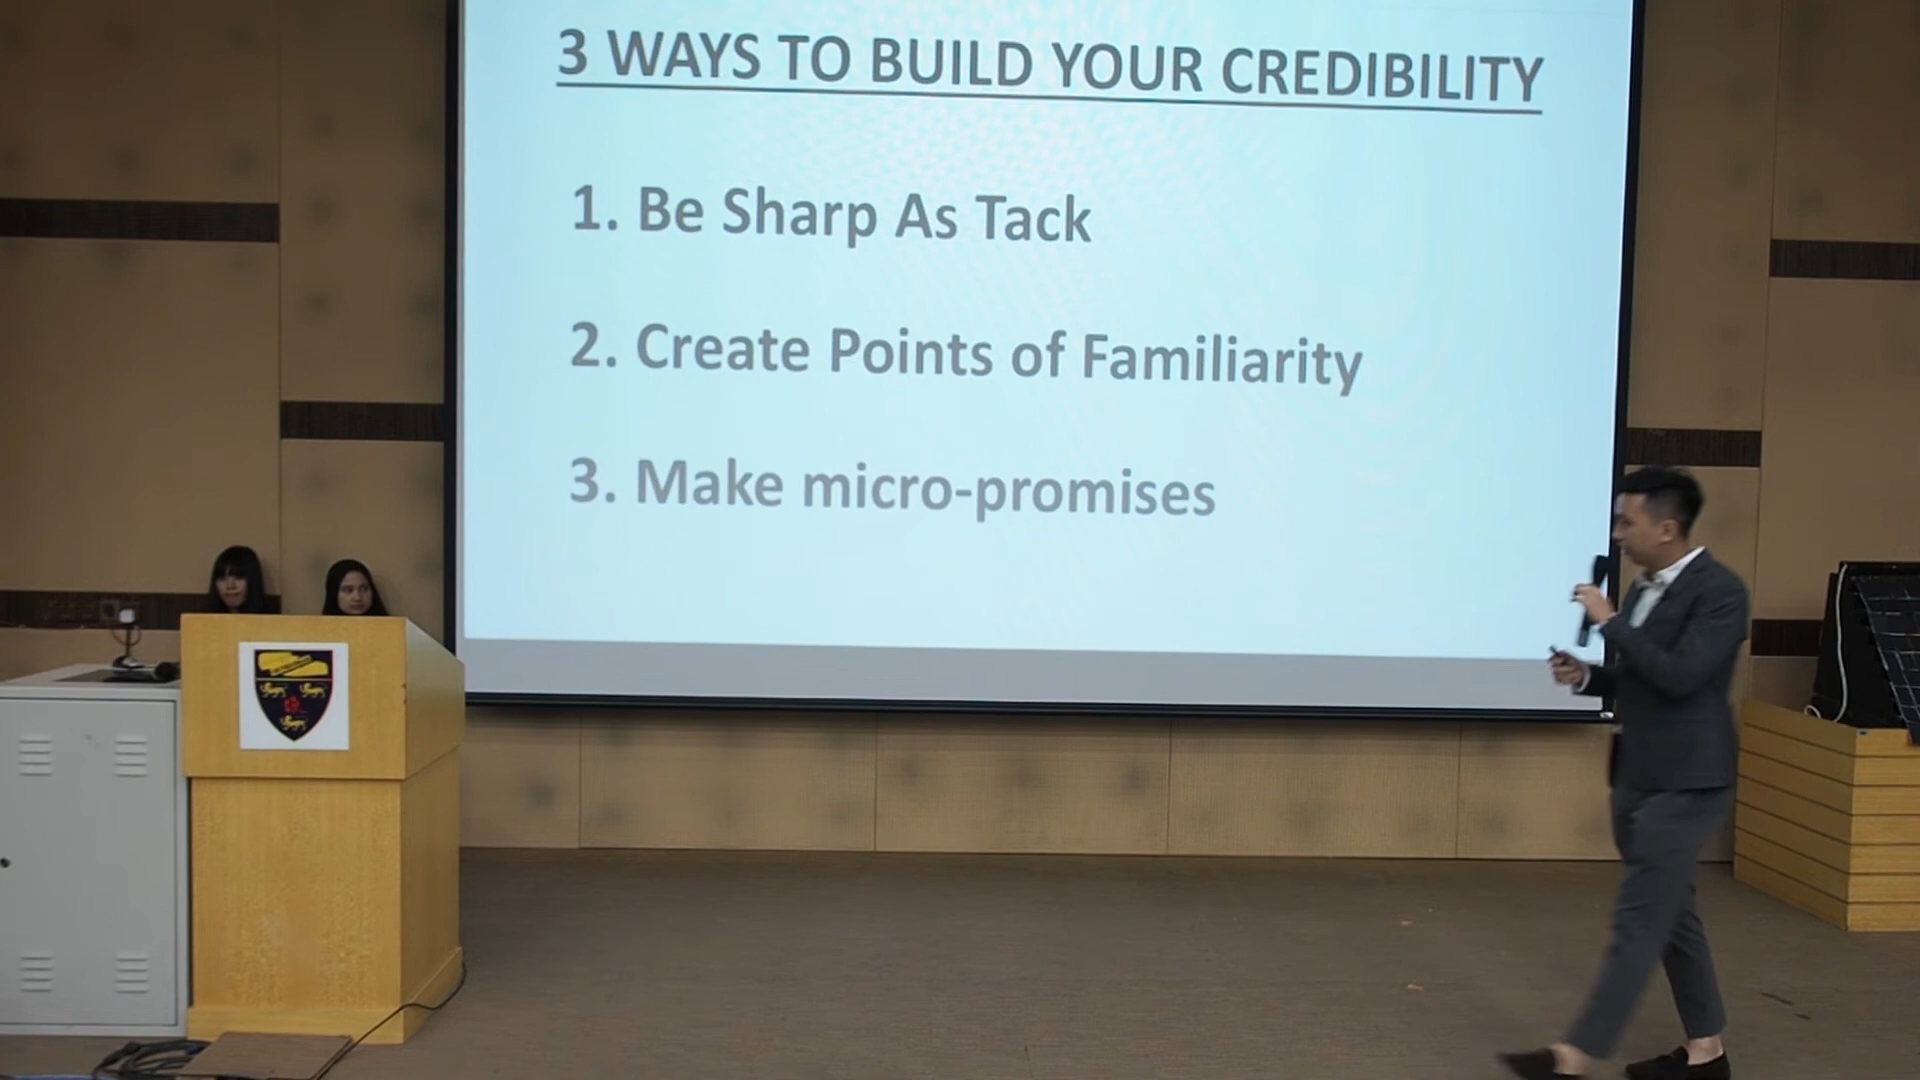 3 WAYS TO BUILD YOUR CREDIBILITY
1. Be Sharp As Tack
2. Create Points of Familiarity
3. Make micro-promises